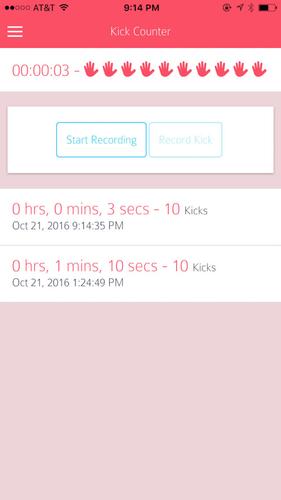 AT&T 9:14 PM
Kick Counter
00:00:03 -
Start Recording Record Kick
0 hrs, 0 mins, 3 secs - 10 Kicks
Oct 21, 2016 9:14:35 PM
0 hrs, 1 mins, 10 secs - 10 Kicks
Oct 21, 2016 1:24:49 PM